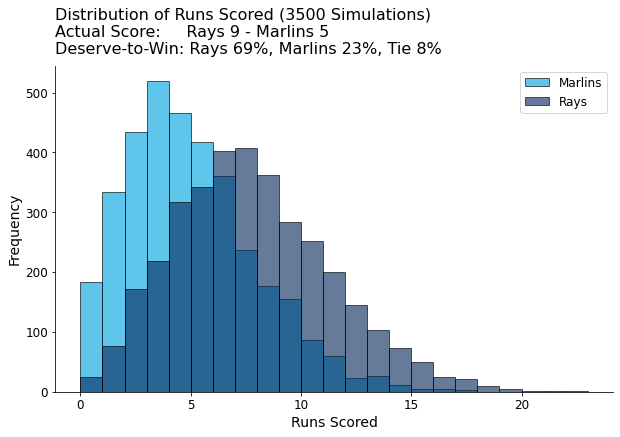 Distribution of Runs Scored (3500 Simulations)
Actual Score:     Rays 9 - Marlins 5
Deserve-to-Win: Rays 69%, Marlins 23%, Tie 8%
Marlins
Rays
Frequency
500
400
300
200
100
0
0 5 10 15 20
Runs Scored